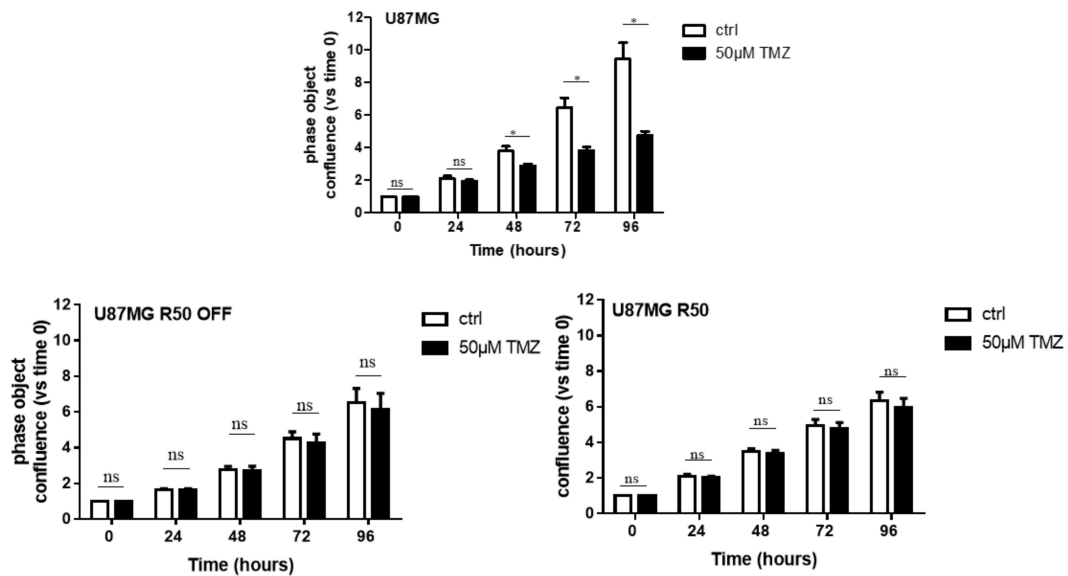 U87MG
phase object
confluence (vs time 0)
12
10
8
6
4
2
0
ns
ns
*
*
*
0 24 48 72 96
Time (hours)
ctrl
50µM TMZ
U87MG R50 OFF
phase object
confluence (vs time 0)
12
10
8
6
4
2
0
ns
ns
ns
ns
ns
0 24 48 72 96
Time (hours)
ctrl
50µM TMZ
U87MG R50
confluence (vs time 0)
12
10
8
6
4
2
0
ns
ns
ns
ns
ns
0 24 48 72 96
Time (hours)
ctrl
50µM TMZ